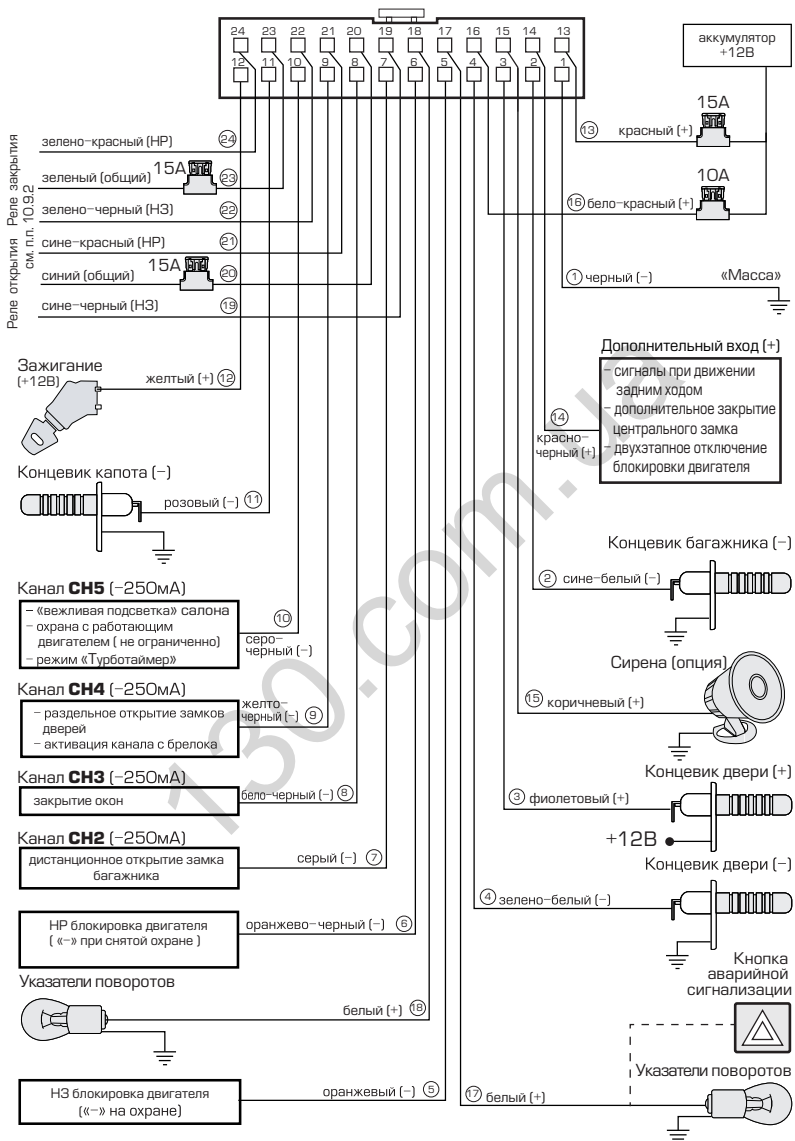 24 23 22 21 20 19 18 17 16 15 14 13
12 11 10 9 8 7 6 5 4 3 2 1
аккумулятор
+12В
15А
13
красный (+)
10А
16
бело-красный (+)
1
черный (-)
«Масса»
Реле закрытия
Реле открытия
см. п.п. 10.9.2
зелено-красный (НР)
24
зеленый (общий)
15А
23
зелено-черный (НЗ)
22
сине-красный (НР)
21
синий (общий)
15А
20
сине-черный (НЗ)
19
Зажигание
(+12В)
желтый (+)
12
Дополнительный вход (+)
- сигналы при движении
задним ходом
- дополнительное закрытие
центрального замка
- двухэтапное отключение
блокировки двигателя
14
красно-
черный (+)
Концевик капота (-)
розовый (-)
11
Концевик багажника (-)
2
сине-белый (-)
Канал CH5 (-250мА)
- «вежливая подсветка» салона
- охрана с работающим
двигателем ( не ограниченно)
- режим «Турботаймер»
10
серо-
черный (-)
Сирена (опция)
15
коричневый (+)
Канал CH4 (-250мА)
- раздельное открытие замков
дверей
- активация канала с брелока
желто-
черный (-)
9
Концевик двери (+)
3
фиолетовый (+)
+12В
Канал CH3 (-250мА)
закрытие окон
бело-черный (-)
8
Канал CH2 (-250мА)
дистанционное открытие замка
багажника
серый (-)
7
Концевик двери (-)
4
зелено-белый (-)
НР блокировка двигателя
( «-» при снятой охране )
оранжево-черный (-)
6
Кнопка
аварийной
сигнализации
Указатели поворотов
белый (+)
18
Указатели поворотов
17
белый (+)
НЗ блокировка двигателя
(«-» на охране)
оранжевый (-)
5
130.com.ua